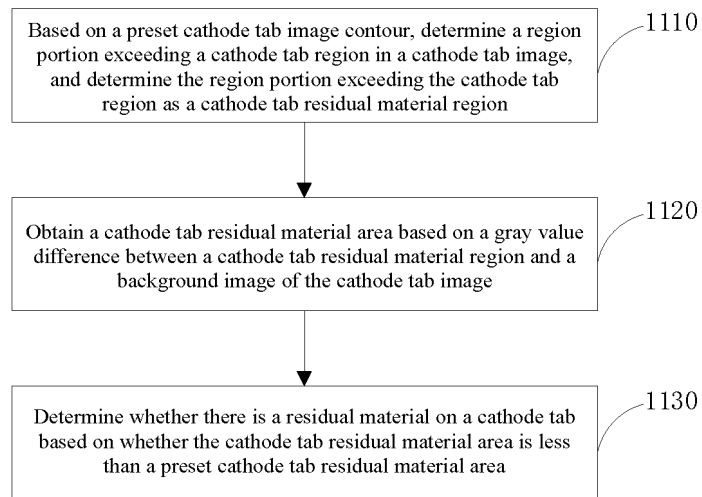 Based on a preset cathode tab image contour, determine a region
portion exceeding a cathode tab region in a cathode tab image,
and determine the region portion exceeding the cathode tab
region as a cathode tab residual material region
1110
Obtain a cathode tab residual material area based on a gray value
difference between a cathode tab residual material region and a
background image of the cathode tab image
1120
Determine whether there is a residual material on a cathode tab
based on whether the cathode tab residual material area is less
than a preset cathode tab residual material area
1130